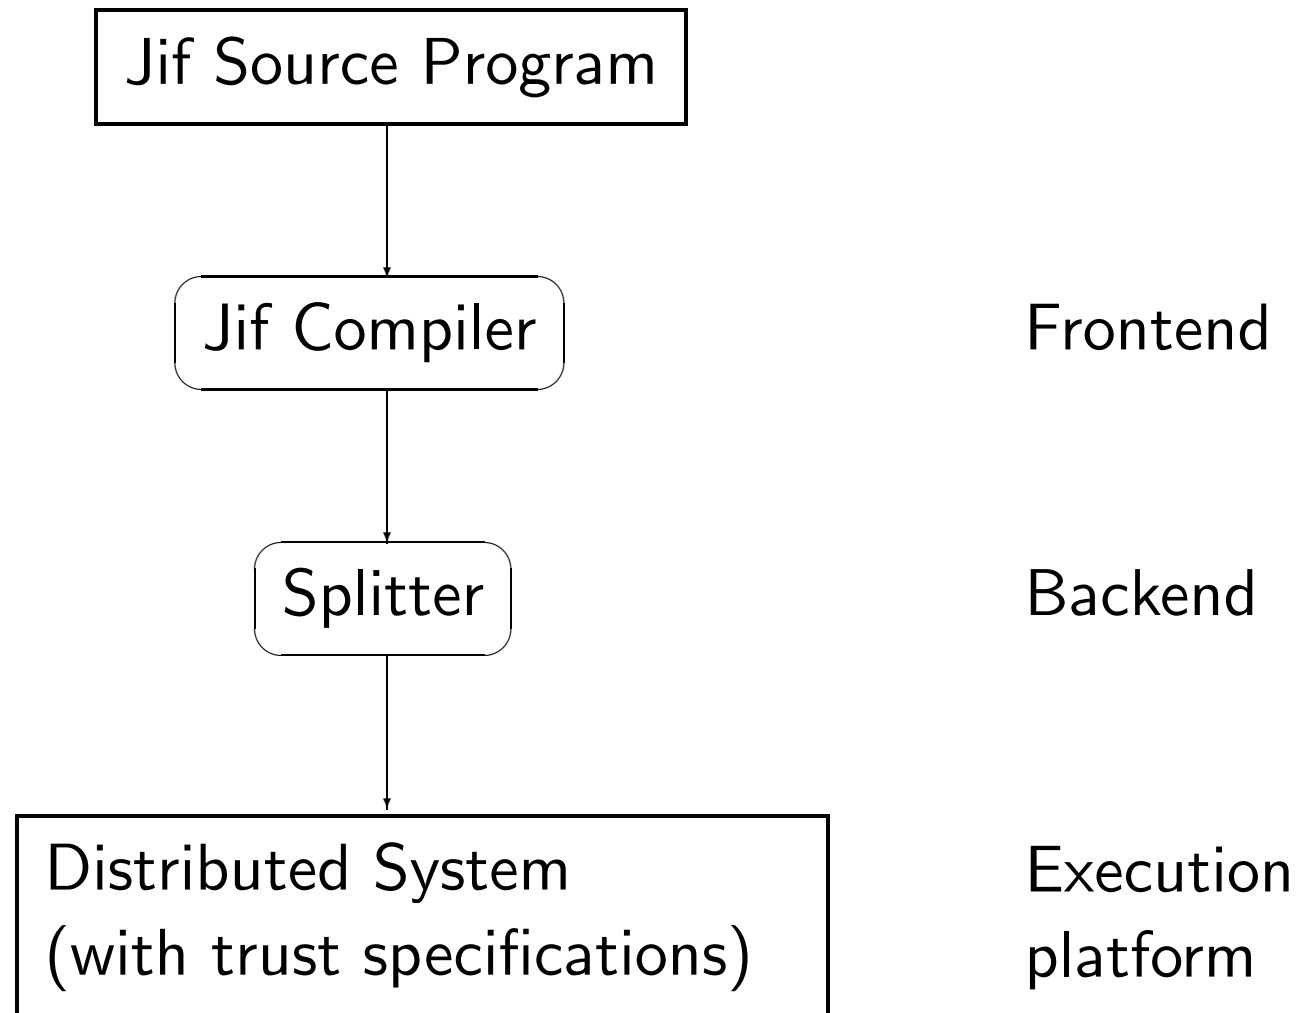 Jif Source Program
Jif Compiler
Frontend
Splitter
Backend
Distributed System
(with trust specifications)
Execution
platform